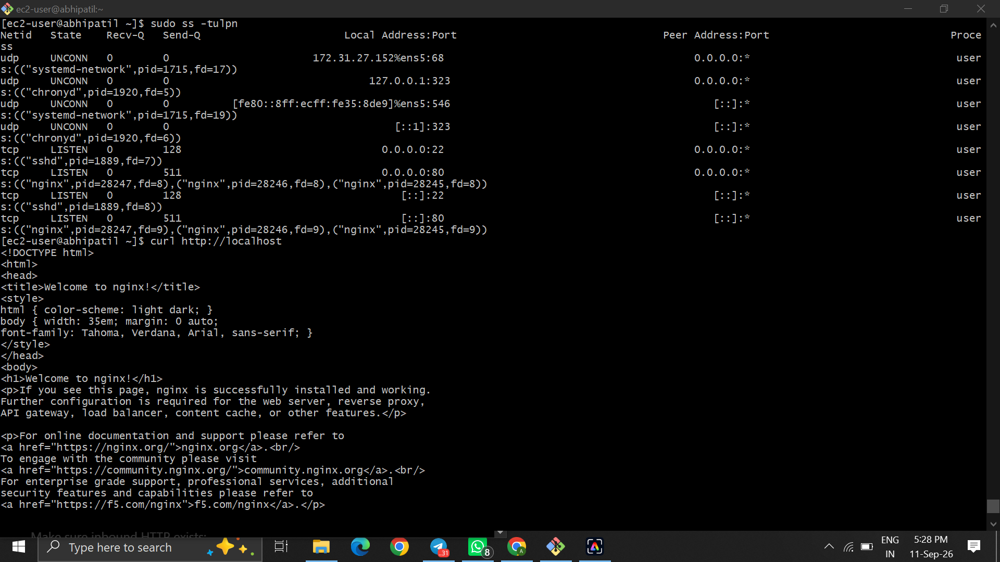 ec2-user@abhipatil:~
[ec2-user@abhipatil ~]$ sudo ss -tulpn
Netid State Recv-Q Send-Q Local Address:Port Peer Address:Port Proce
ss
udp UNCONN 0 0 172.31.27.152%ens5:68 0.0.0.0:* user
s:(("systemd-network",pid=1715,fd=17))
udp UNCONN 0 0 127.0.0.1:323 0.0.0.0:* user
s:(("chronyd",pid=1920,fd=5))
udp UNCONN 0 0 [fe80::8ff:ecff:fe35:8de9]%ens5:546 [::]:* user
s:(("systemd-network",pid=1715,fd=19))
udp UNCONN 0 0 [::1]:323 [::]:* user
s:(("chronyd",pid=1920,fd=6))
tcp LISTEN 0 128 0.0.0.0:22 0.0.0.0:* user
s:(("sshd",pid=1889,fd=7))
tcp LISTEN 0 511 0.0.0.0:80 0.0.0.0:* user
s:(("nginx",pid=28247,fd=8),("nginx",pid=28246,fd=8),("nginx",pid=28245,fd=8))
tcp LISTEN 0 128 [::]:22 [::]:* user
s:(("sshd",pid=1889,fd=8))
tcp LISTEN 0 511 [::]:80 [::]:* user
s:(("nginx",pid=28247,fd=9),("nginx",pid=28246,fd=9),("nginx",pid=28245,fd=9))
[ec2-user@abhipatil ~]$ curl http://localhost
<!DOCTYPE html>
<html>
<head>
<title>Welcome to nginx!</title>
<style>
html { color-scheme: light dark; }
body { width: 35em; margin: 0 auto;
font-family: Tahoma, Verdana, Arial, sans-serif; }
</style>
</head>
<body>
<h1>Welcome to nginx!</h1>
<p>If you see this page, nginx is successfully installed and working.
Further configuration is required for the web server, reverse proxy,
API gateway, load balancer, content cache, or other features.</p>

<p>For online documentation and support please refer to
<a href="https://nginx.org/">nginx.org</a>.<br/>
To engage with the community please visit
<a href="https://community.nginx.org/">community.nginx.org</a>.<br/>
For enterprise grade support, professional services, additional
security features and capabilities please refer to
<a href="https://f5.com/nginx">f5.com/nginx</a>.</p>
Make sure inbound HTTP exists:
Type here to search
31
8
A
ENG
IN
5:28 PM
11-Sep-26